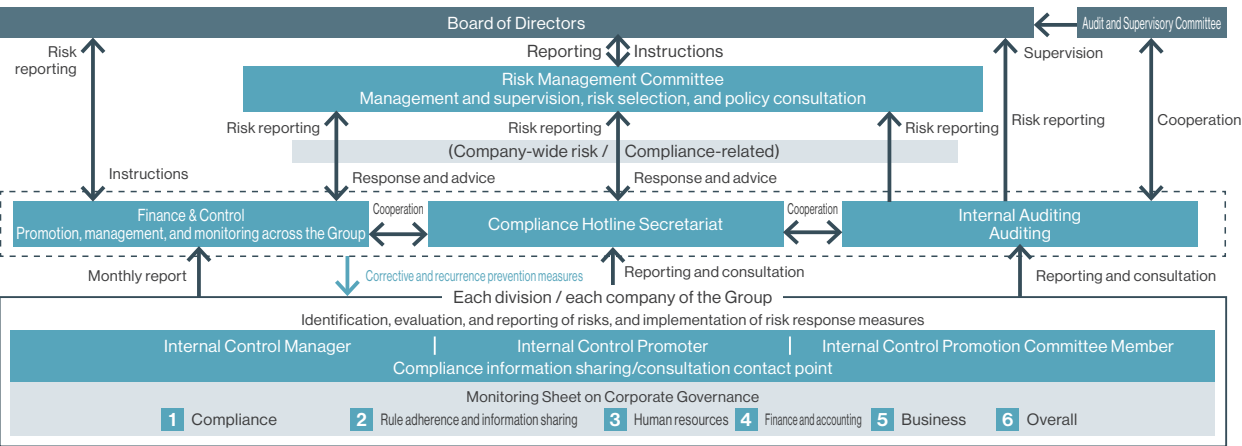 Board of Directors
Audit and Supervisory Committee
Risk
reporting
Reporting
Instructions
Supervision
Risk Management Committee
Management and supervision, risk selection, and policy consultation
Risk reporting
Risk reporting
Risk reporting
Risk reporting
Cooperation
(Company-wide risk / Compliance-related)
Instructions
Response and advice
Response and advice
Finance & Control
Promotion, management, and monitoring across the Group
Cooperation
Compliance Hotline Secretariat
Cooperation
Internal Auditing
Auditing
Monthly report
Corrective and recurrence prevention measures
Reporting and consultation
Reporting and consultation
Each division / each company of the Group
Identification, evaluation, and reporting of risks, and implementation of risk response measures
Internal Control Manager | Internal Control Promoter | Internal Control Promotion Committee Member
Compliance information sharing/consultation contact point
Monitoring Sheet on Corporate Governance
1 Compliance 2 Rule adherence and information sharing 3 Human resources 4 Finance and accounting 5 Business 6 Overall